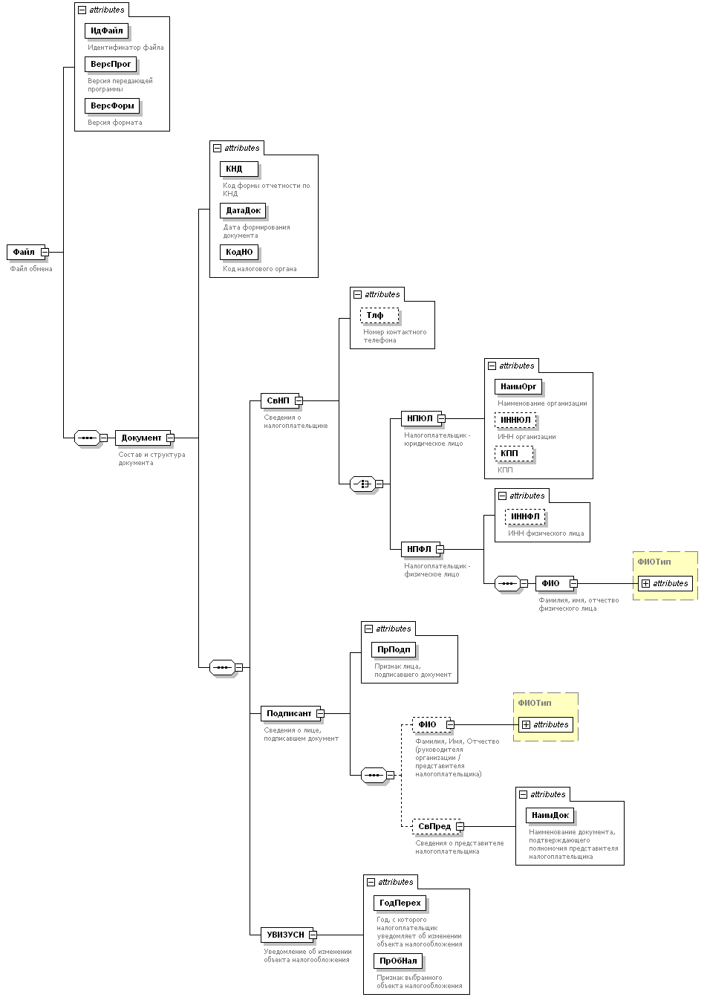 attributes
ИдФайл
Идентификатор файла
ВерсПрог
Версия передающей
программы
ВерсФорм
Версия формата
attributes
КНД
Код формы отчетности по
КНД
ДатаДок
Дата формирования
документа
КодНО
Код налогового органа
Файл
Файл обмена
attributes
Тлф
Номер контактного
телефона
attributes
НаимОрг
Наименование организации
ИННЮЛ
ИНН организации
КПП
КПП
СвНП
Сведения о
налогоплательщике
НПЮЛ
Налогоплательщик -
юридическое лицо
Документ
Состав и структура
документа
attributes
ИННФЛ
ИНН физического лица
НПФЛ
Налогоплательщик -
физическое лицо
ФИОТип
attributes
ФИО
Фамилия, имя, отчество
физического лица
attributes
ПрПодп
Признак лица,
подписавшего документ
Подписант
Сведения о лице,
подписавшем документ
ФИОТип
attributes
ФИО
Фамилия, Имя, Отчество
(руководителя
организации /
представителя
налогоплательщика)
attributes
НаимДок
Наименование документа,
подтверждающего
полномочия представителя
налогоплательщика
СвПред
Сведения о представителе
налогоплательщика
attributes
ГодПерех
Год, с которого
налогоплательщик
уведомляет об изменении
объекта налогообложения
ПрОбНал
Признак выбранного
объекта налогообложения
УВИЗУСН
Уведомление об изменении
объекта налогообложения